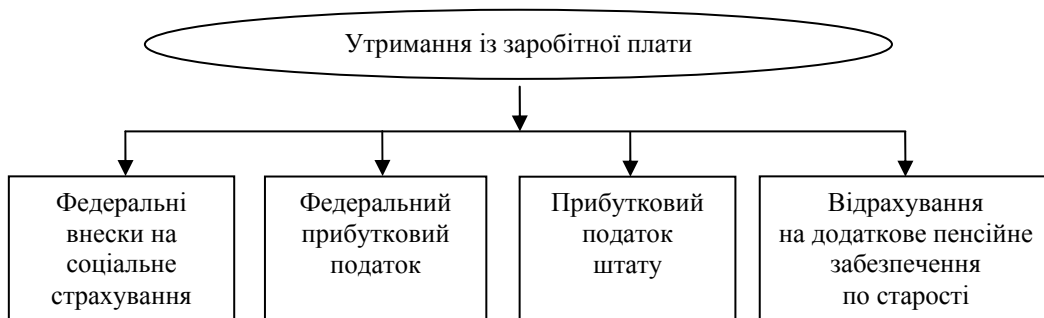 Утримання із заробітної плати
Федеральні
внески на
соціальне
страхування
Федеральний
прибутковий
податок
Прибутковий
податок
штату
Відрахування
на додаткове пенсійне
забезпечення
по старості